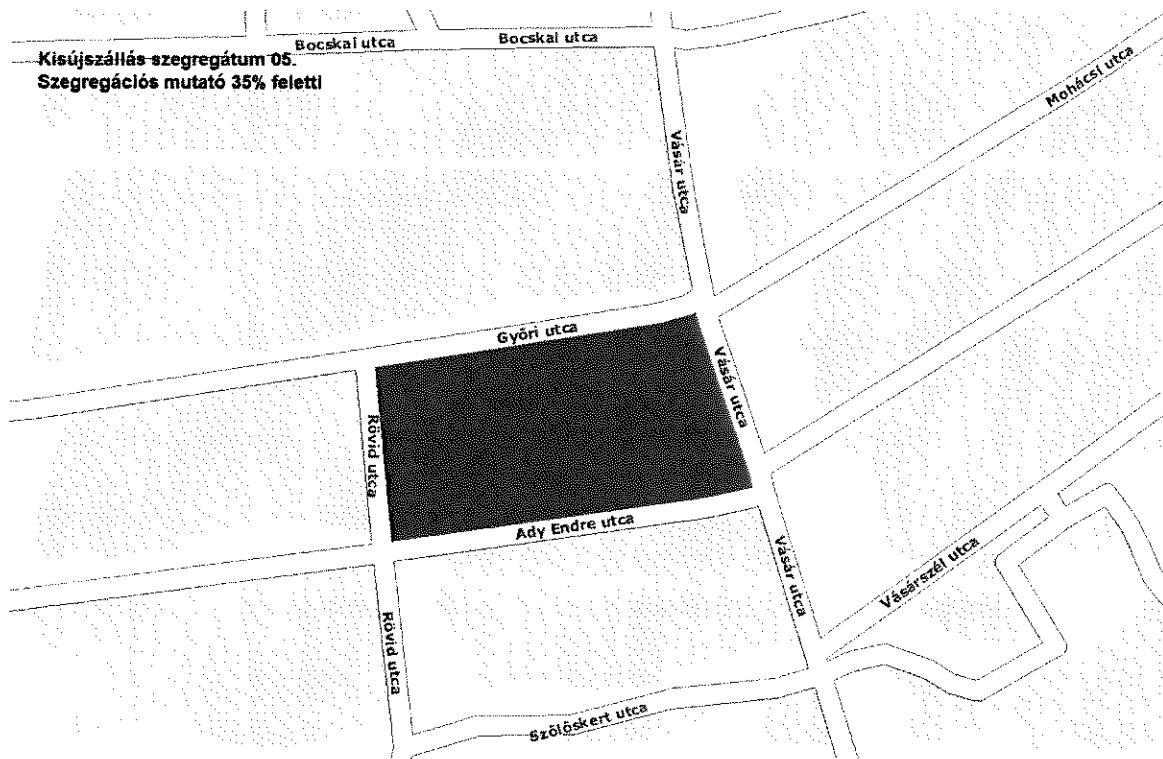 Bocskai utca
Bocskai utca
Kisújszállás szegregátum 05.
Szegregációs mutató 35% feletti
Mohácsi utca
Vásár utca
Győri utca
Vásár utca
Rövid utca
Ady Endre utca
Vásár utca
Vásárszél utca
Rövid utca
Szőlőskert utca